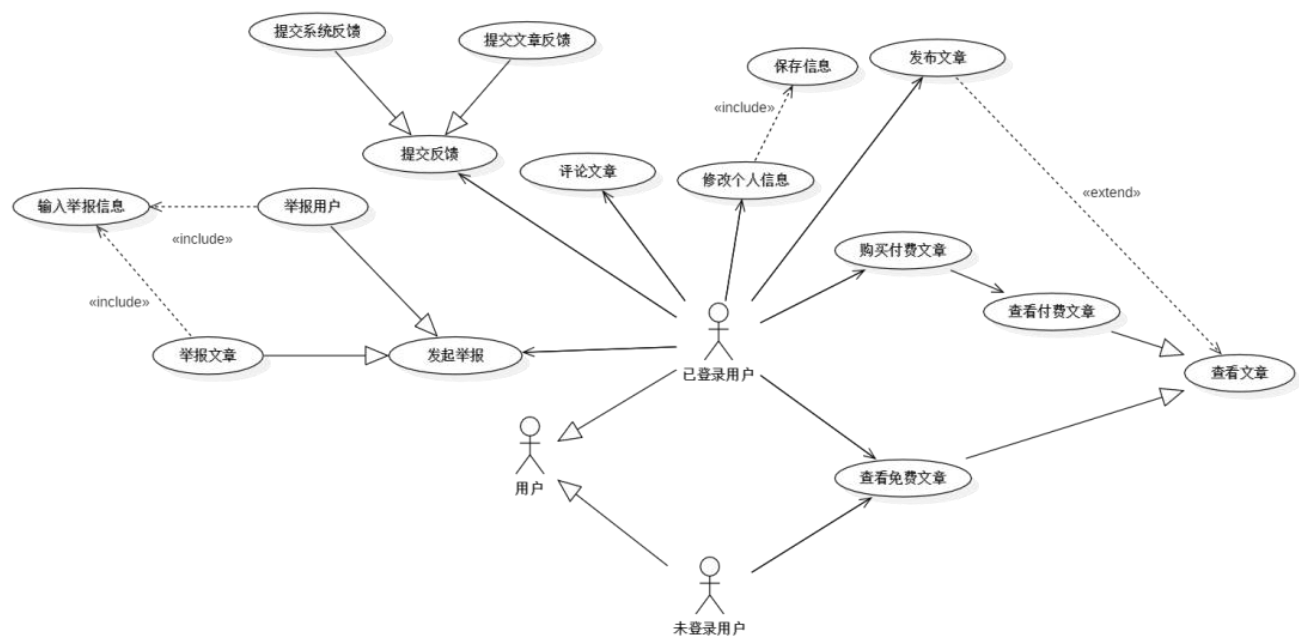 提交系统反馈
提交文章反馈
发布文章
保存信息
«include»
提交反馈
评论文章
修改个人信息
«extend»
输入举报信息
举报用户
«include»
购买付费文章
«include»
查看付费文章
举报文章
发起举报
已登录用户
查看文章
用户
查看免费文章
未登录用户